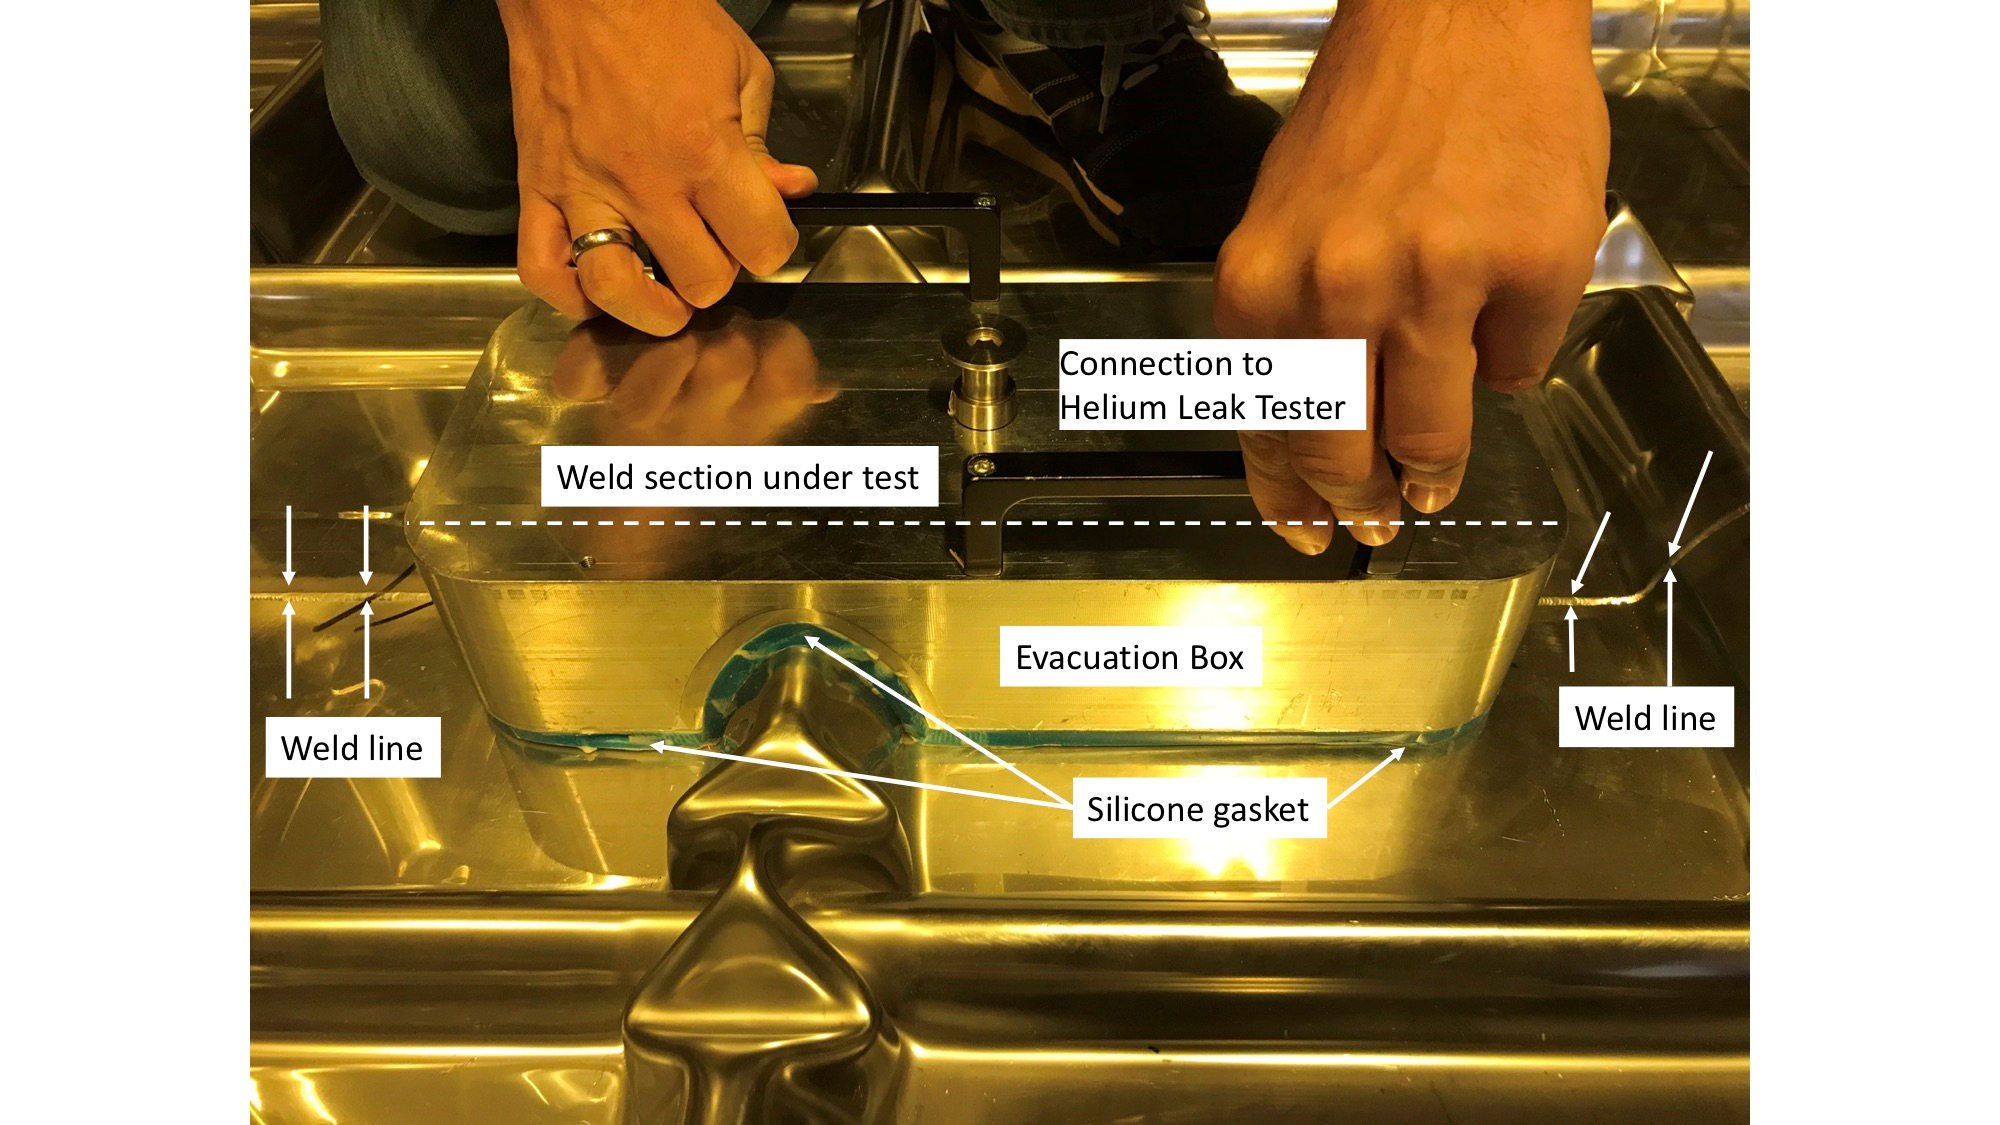 Connection to
Helium Leak Tester
Weld section under test
Evacuation Box
Weld line
Weld line
Silicone gasket